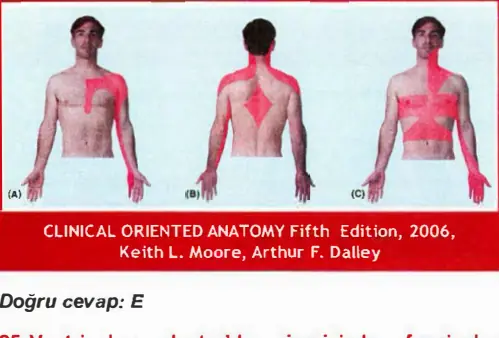 (A)
(B)
(C)
CLINICAL ORIENTED ANATOMY Fifth Edition, 2006,
Keith L. Moore, Arthur F. Dalley
Doğru cevap: E